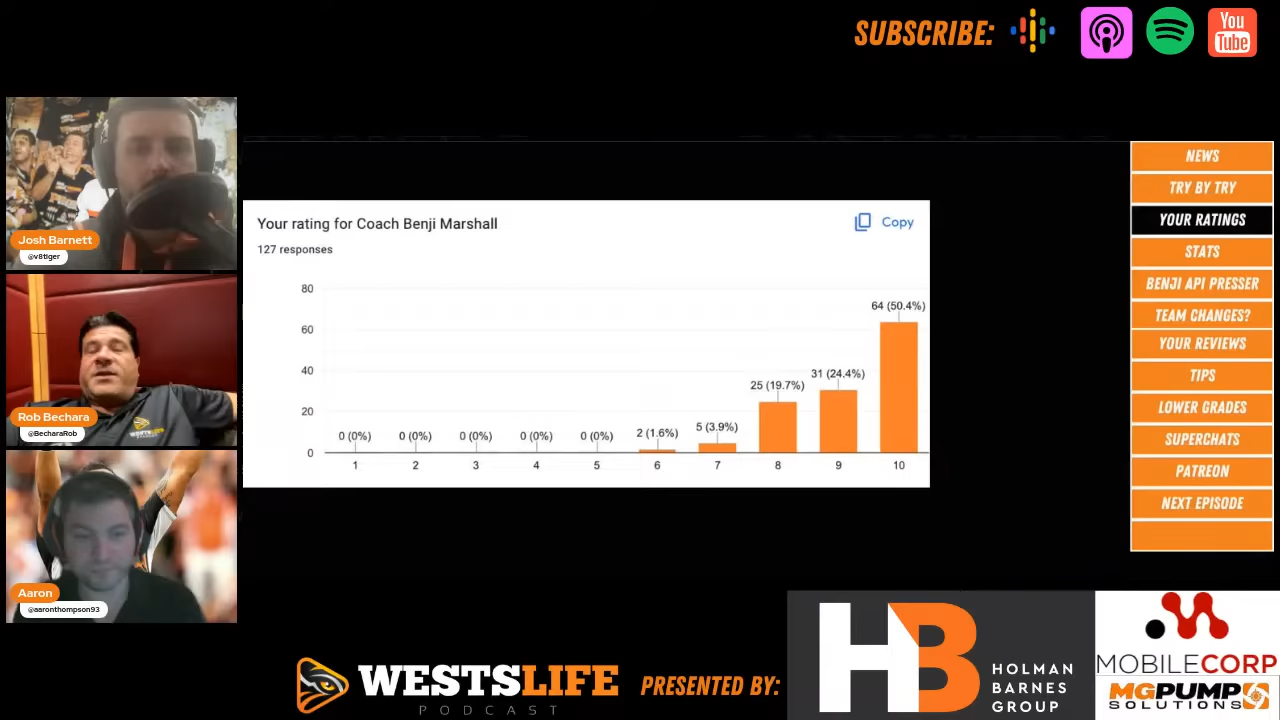 SUBSCRIBE:
You
Tube
Josh Barnett
@v8tiger
Rob Bechara
@BecharaRob
WESTSLIFE
Aaron
@aaronthompson93
Your rating for Coach Benji Marshall
Copy
127 responses
80
60
40
20
0
0 (0%)
0 (0%)
0 (0%)
0 (0%)
0 (0%)
2 (1.6%)
5 (3.9%)
25 (19.7%)
31 (24.4%)
64 (50.4%)
1
2
3
4
5
6
7
8
9
10
NEWS
TRY BY TRY
YOUR RATINGS
STATS
BENJI API PRESSER
TEAM CHANGES?
YOUR REVIEWS
TIPS
LOWER GRADES
SUPERCHATS
PATREON
NEXT EPISODE
WESTSLIFE
PODCAST
PRESENTED BY:
HB
HOLMAN
BARNES
GROUP
MOBILECORP
MGPUMP
SOLUTIONS